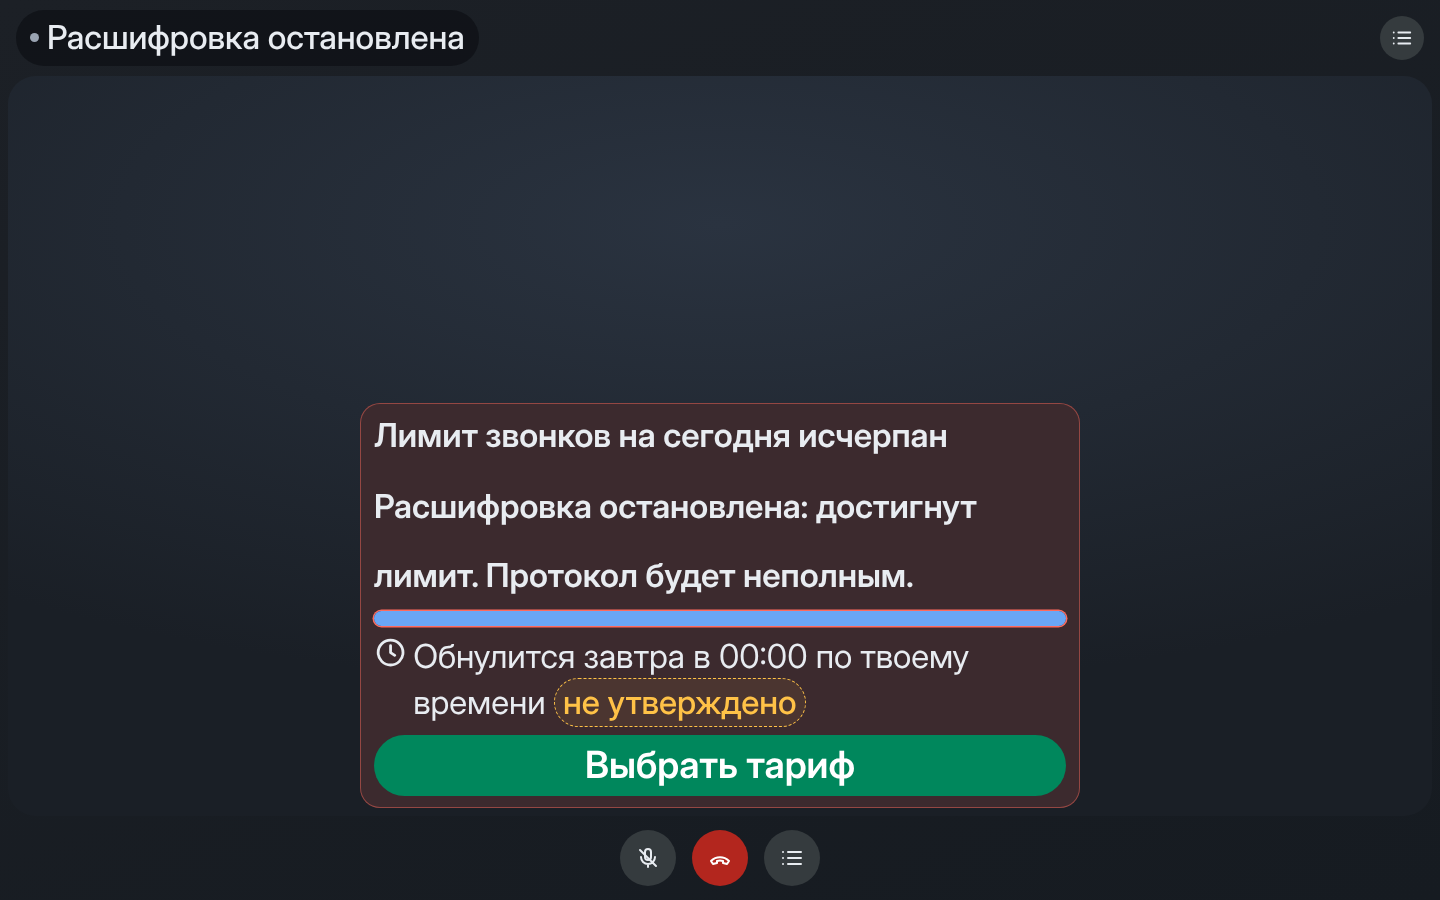 Расшифровка остановлена
Лимит звонков на сегодня исчерпан
Расшифровка остановлена: достигнут
лимит. Протокол будет неполным.
Обнулится завтра в 00:00 по твоему
времени не утверждено
Выбрать тариф